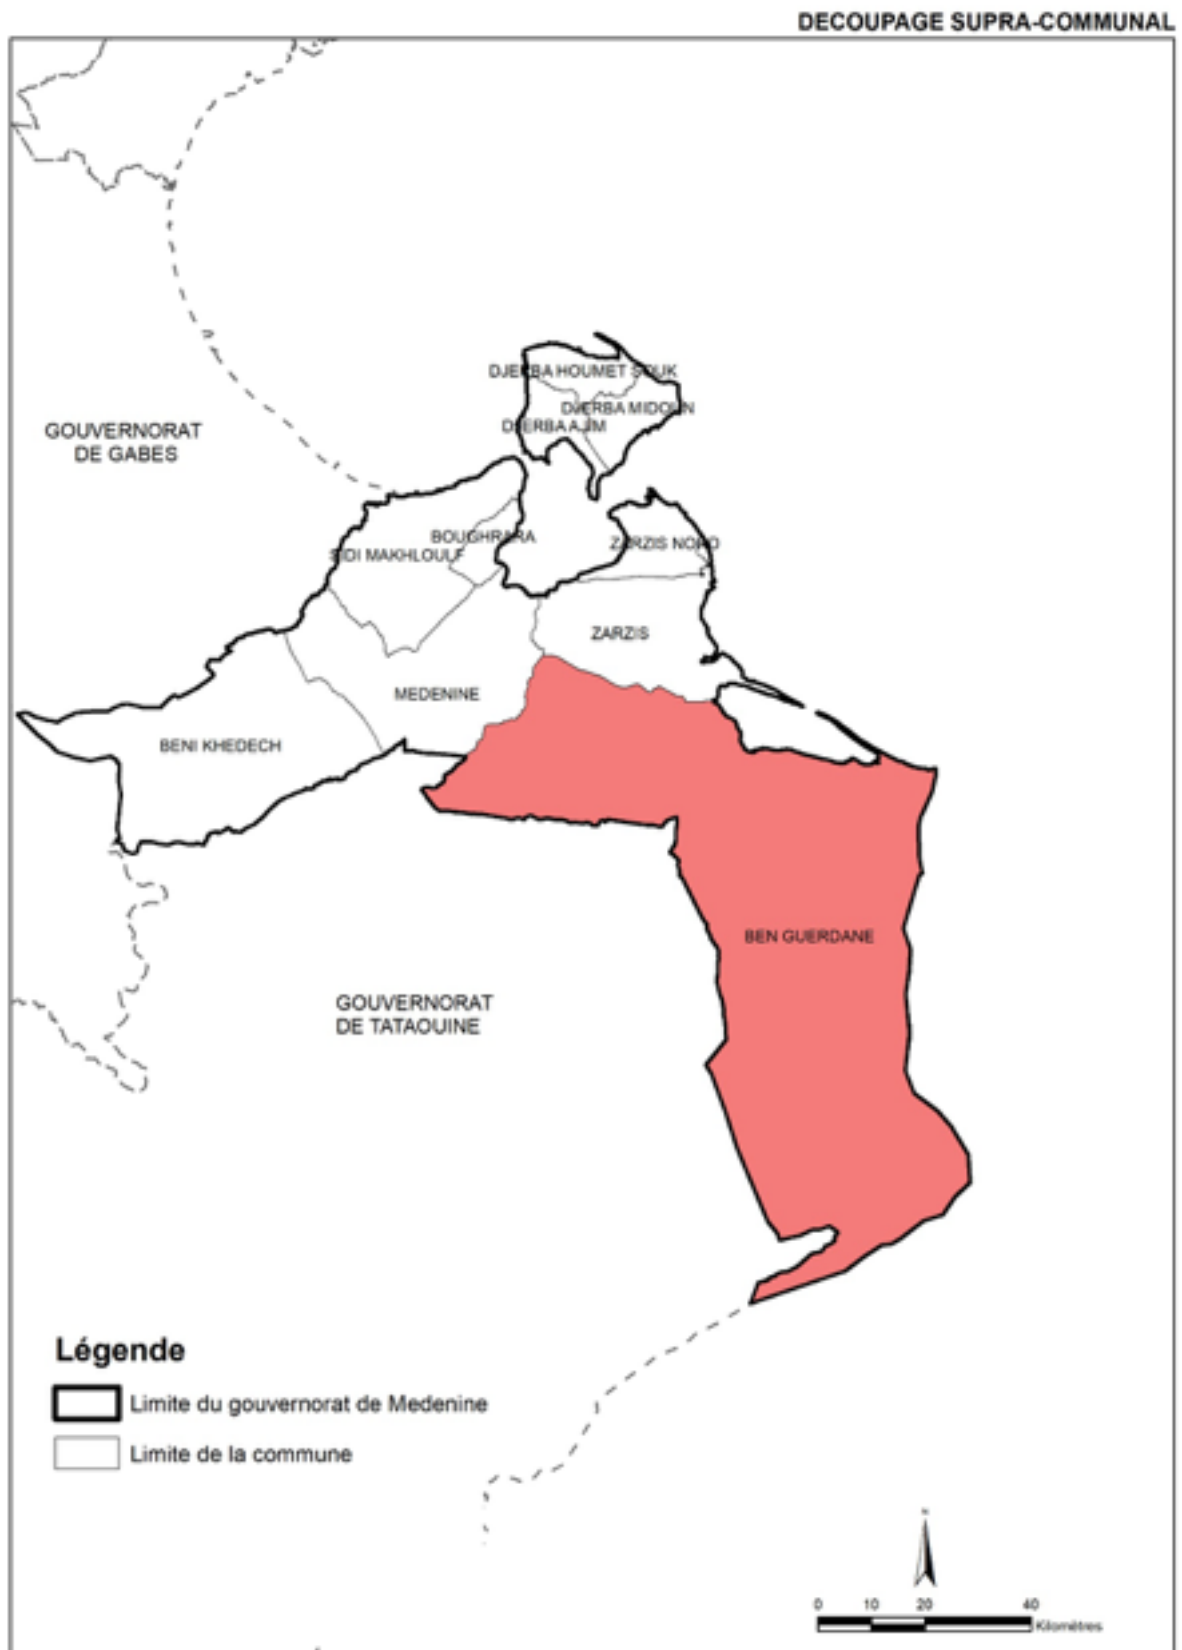 DECOUPAGE SUPRA-COMMUNAL
DJERBA HOUMET SOUK
DJERBA MIDOUN
DJERBA AJIM
GOUVERNORAT
DE GABES
BOUGHRARA
ZARZIS NORD
SIDI MAKHLOULF
ZARZIS
MEDENINE
BENI KHEDECH
BEN GUERDANE
GOUVERNORAT
DE TATAOUINE
Légende
Limite du gouvernorat de Medenine
Limite de la commune
N
0 10 20 40
Kilomètres